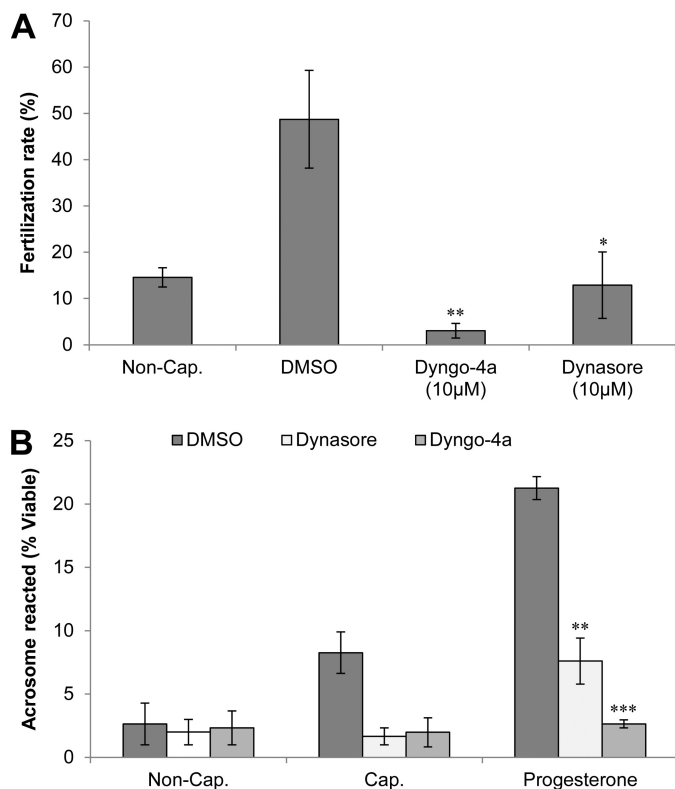 A
Fertilization rate (%)
70
60
50
40
30
20
10
0
**
*
Non-Cap.
DMSO
Dyngo-4a
(10µM)
Dynasore
(10µM)
B
Acrosome reacted (% Viable)
DMSO
Dynasore
Dyngo-4a
25
20
15
10
5
0
**
***
Non-Cap.
Cap.
Progesterone